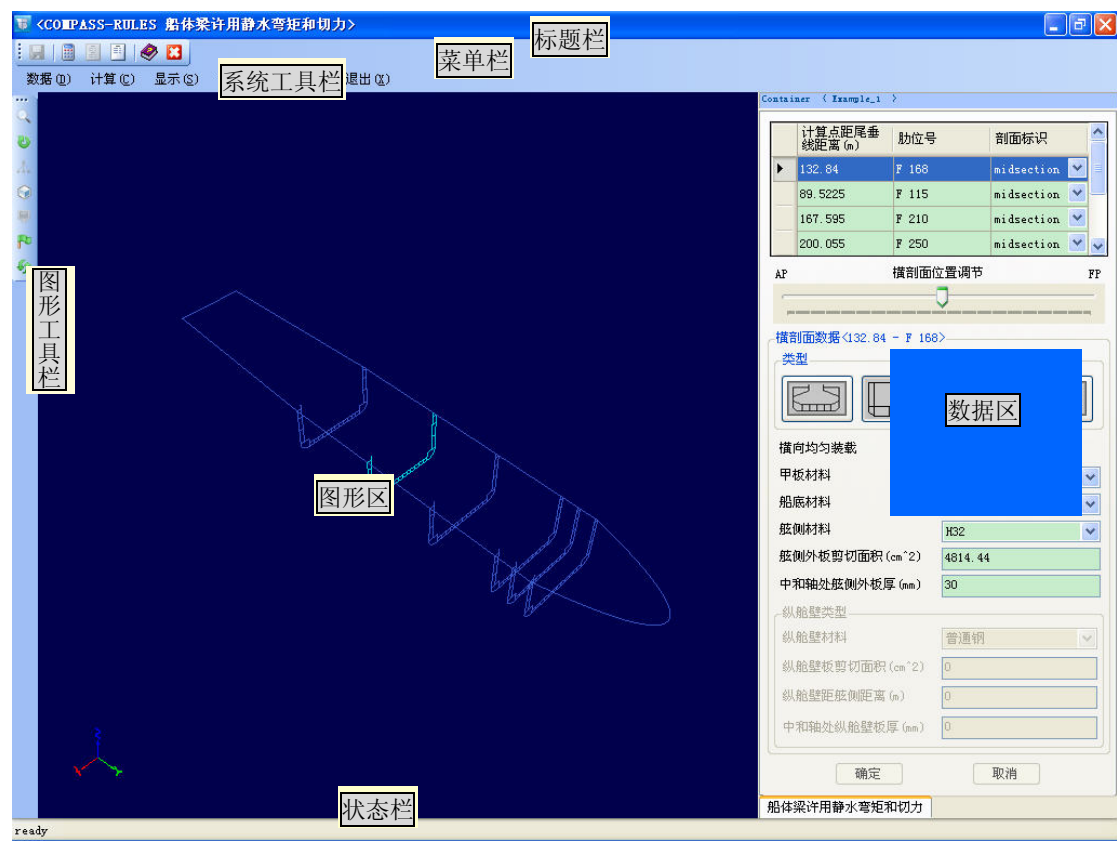 <COMPASS-RULES 船体梁许用静水弯矩和切力>
标题栏
菜单栏
数据(D) 计算(C) 显示(S)
系统工具栏
退出(X)
Container < Example_1 >
计算点距尾垂线距离(m) 肋位号 剖面标识
132.84 F 168 midsection
89.5225 F 115 midsection
167.595 F 210 midsection
200.055 F 250 midsection
AP 横剖面位置调节 FP
图形工具栏
横剖面数据<132.84 - F 168>
类型
数据区
横向均匀装载
甲板材料
船底材料
图形区
舷侧材料 H32
舷侧外板剪切面积(cm^2) 4814.44
中和轴处舷侧外板厚(mm) 30
纵舱壁类型
纵舱壁材料 普通钢
纵舱壁板剪切面积(cm^2) 0
纵舱壁距舷侧距离(m) 0
中和轴处纵舱壁板厚(mm) 0
确定 取消
状态栏
船体梁许用静水弯矩和切力
ready